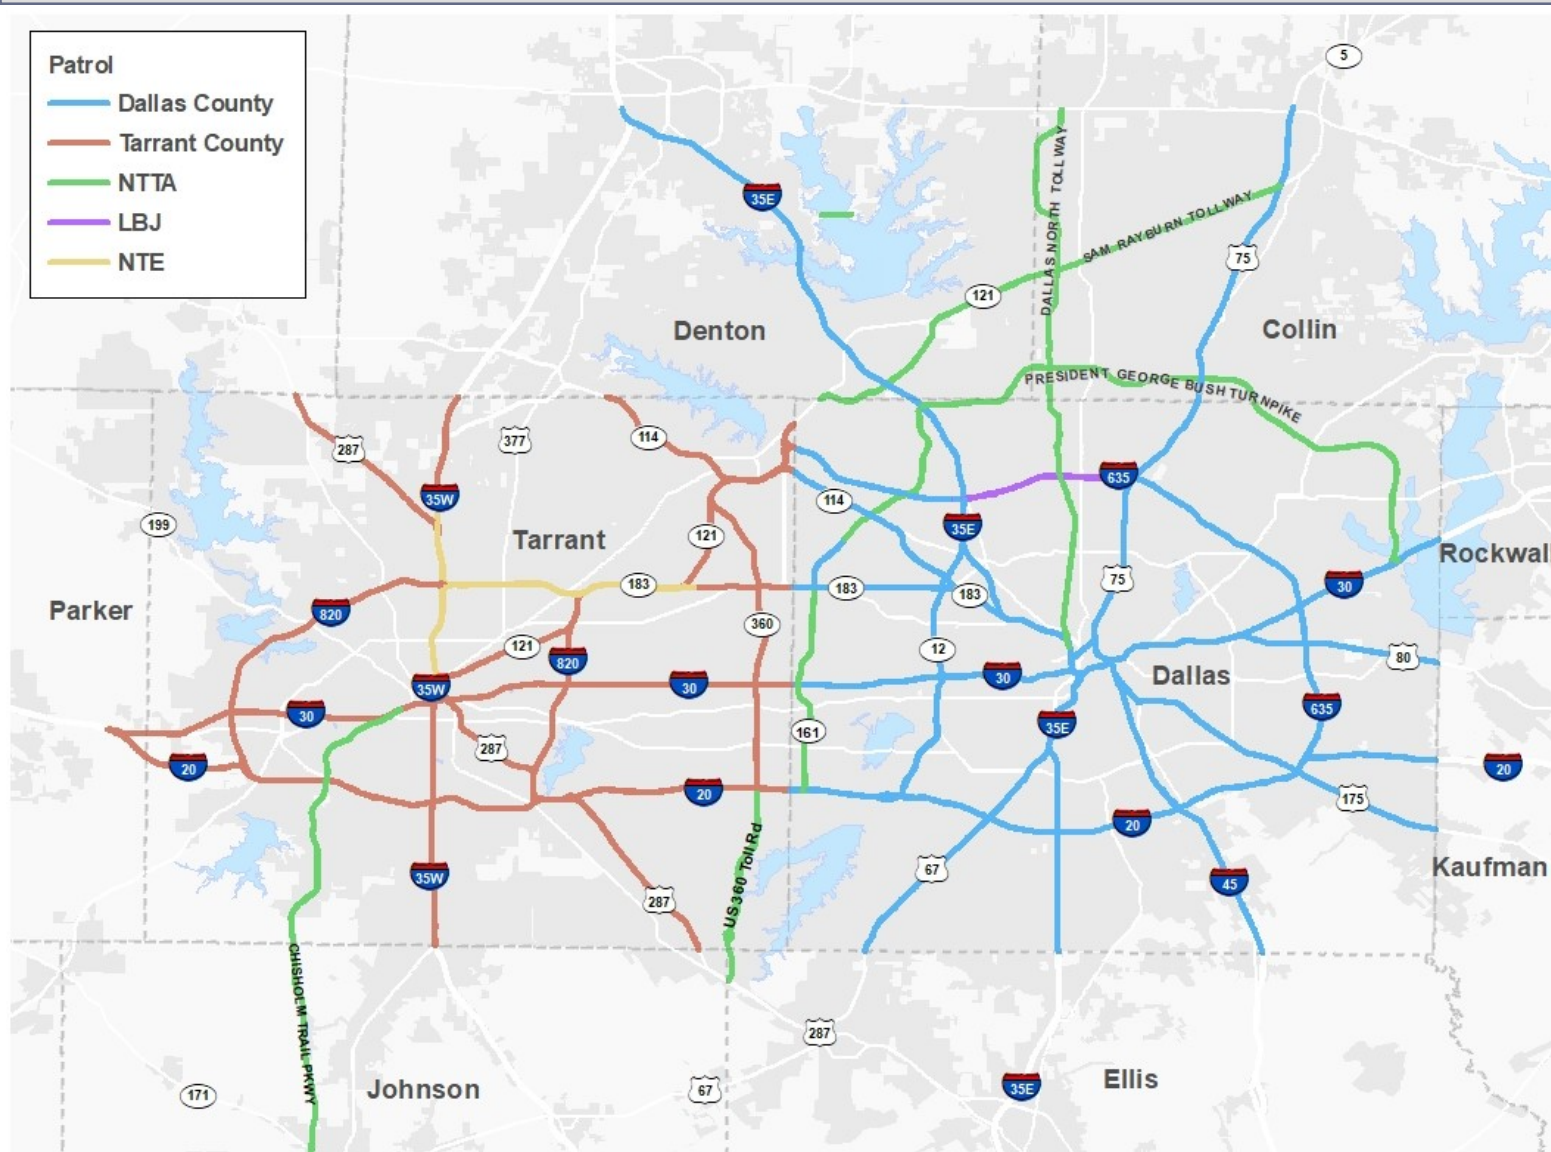 Patrol
Dallas County
Tarrant County
NTTA
LBJ
NTE
5
DALLAS NORTH TOLLWAY
35E
SAM RAYBURN TOLLWAY
75
121
Denton
Collin
PRESIDENT GEORGE BUSH TURNPIKE
287
377
114
35W
635
114
199
Tarrant
121
35E
Rockwal
Parker
820
183
183
183
75
30
360
121
820
12
80
35W
30
30
Dallas
30
635
287
161
35E
20
20
20
175
20
US360 Toll Rd
35W
287
67
45
Kaufman
CHISHOLM TRAIL PKWY
287
Johnson
67
35E
Ellis
171